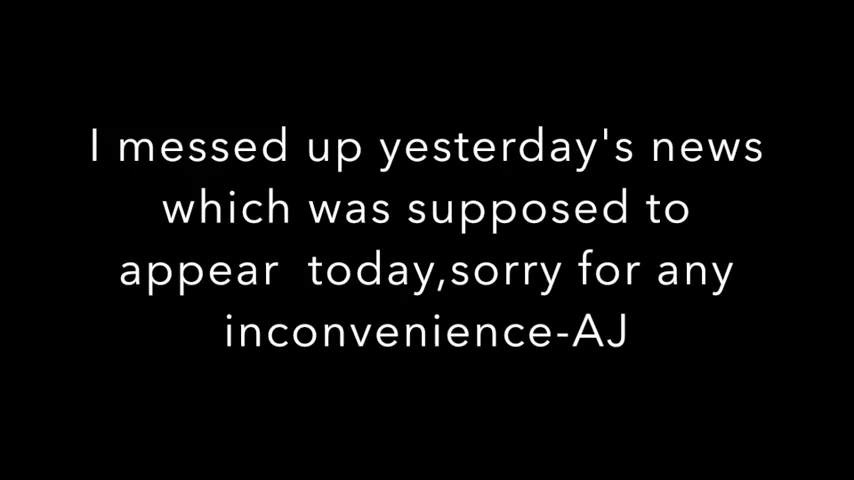 I messed up yesterday's news
which was supposed to
appear  today,sorry for any
inconvenience-AJ